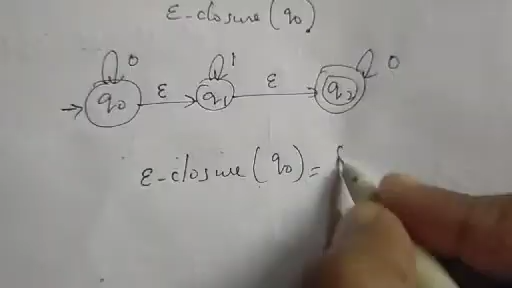 ε-closure (q0)
0 1 0
q0 ε q1 ε q2
ε-closure (q0) = {